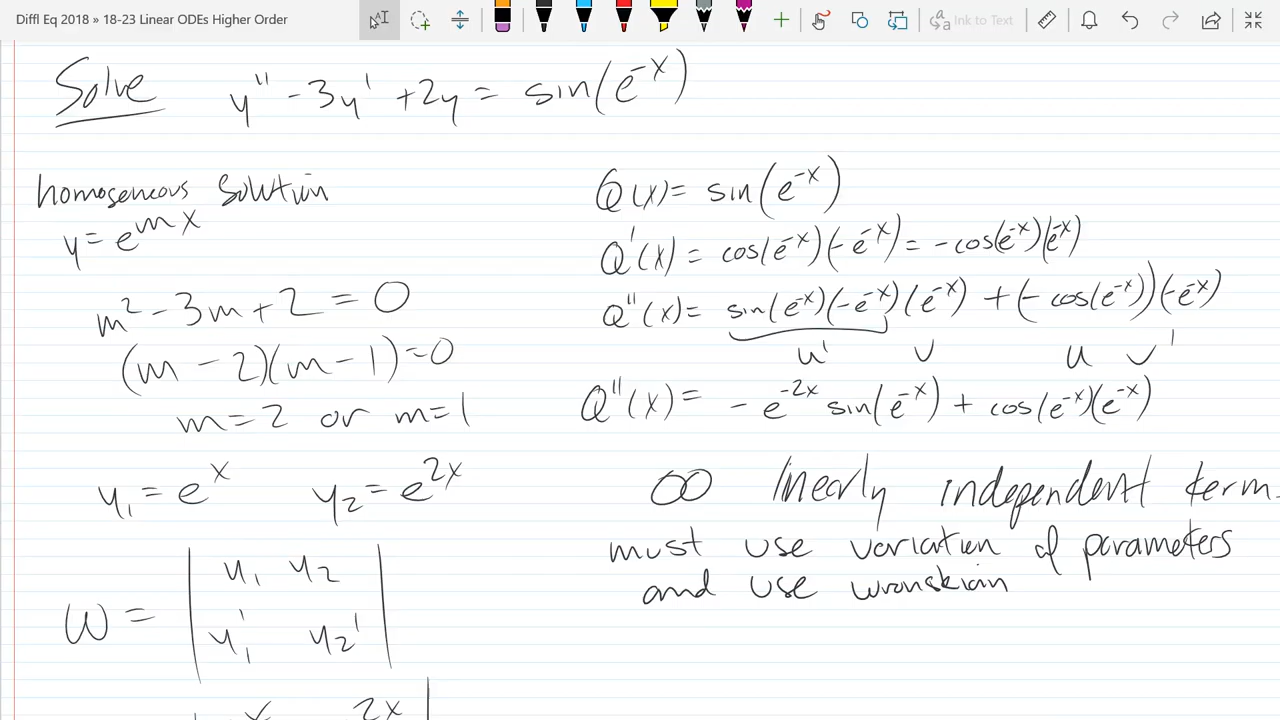 Diffl Eq 2018 » 18-23 Linear ODEs Higher Order
Ink to Text
Solve y'' - 3y' + 2y = sin(e^-x)
homogeneous solution
y = e^mx
m² - 3m + 2 = 0
(m - 2)(m - 1) = 0
m = 2 or m = 1
y₁ = e^x y₂ = e^2x
W = | y₁ y₂ |
| y₁' y₂' |
2x
Q(x) = sin(e^-x)
Q'(x) = cos(e^-x)(-e^-x) = -cos(e^-x)(e^-x)
Q''(x) = sin(e^-x)(-e^-x)(e^-x) + (-cos(e^-x))(-e^-x)
u' v u v'
Q''(x) = -e^-2x sin(e^-x) + cos(e^-x)(e^-x)
∞ linearly independent term
must use variation of parameters
and use wronskian